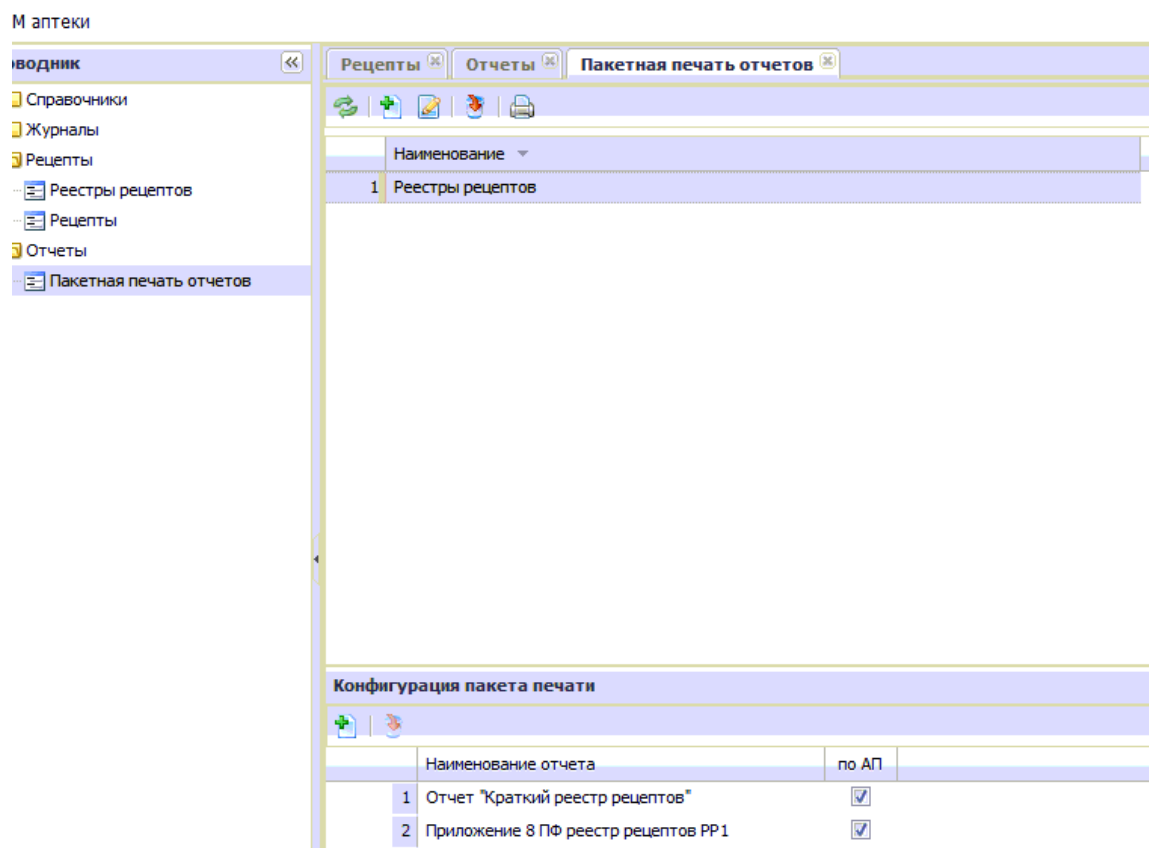 М аптеки
оводник
Рецепты Отчеты Пакетная печать отчетов
Справочники
Журналы
Рецепты
Реестры рецептов
Рецепты
Отчеты
Пакетная печать отчетов
Наименование
1 Реестры рецептов
Конфигурация пакета печати
Наименование отчета по АП
1 Отчет "Краткий реестр рецептов"
2 Приложение 8 ПФ реестр рецептов РР1